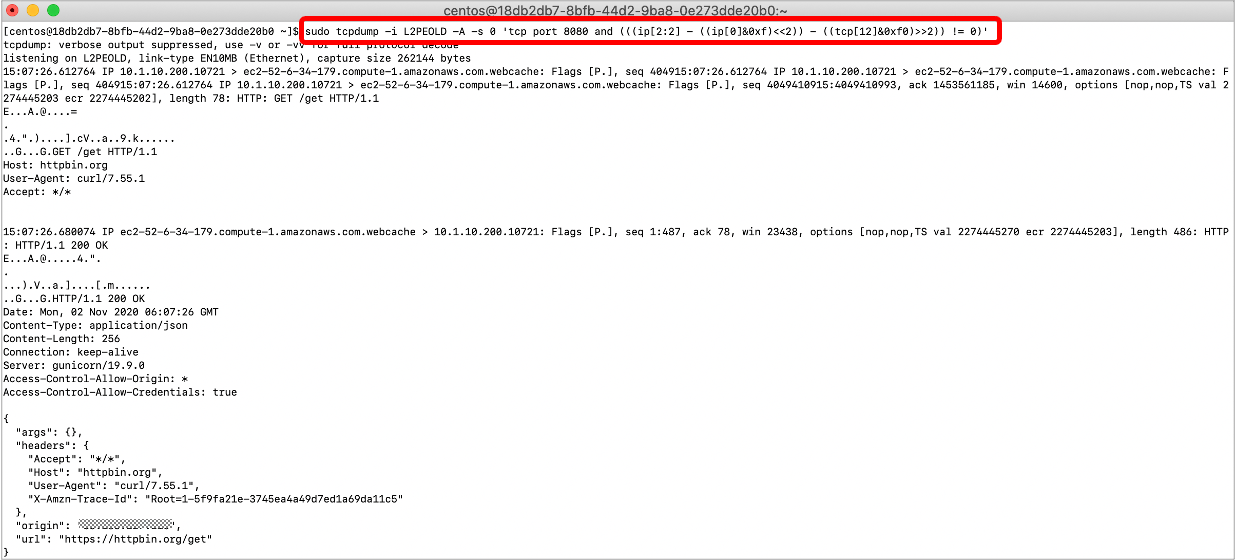 centos@18db2db7-8bfb-44d2-9ba8-0e273dde20b0:~
[centos@18db2db7-8bfb-44d2-9ba8-0e273dde20b0 ~]$ sudo tcpdump -i L2PEOLD -A -s 0 'tcp port 8080 and (((ip[2:2] - ((ip[0]&0xf)<<2)) - ((tcp[12]&0xf0)>>2)) != 0)'
tcpdump: verbose output suppressed, use -v or -vv for full protocol decode
listening on L2PEOLD, link-type EN10MB (Ethernet), capture size 262144 bytes
15:07:26.612764 IP 10.1.10.200.10721 > ec2-52-6-34-179.compute-1.amazonaws.com.webcache: Flags [P.], seq 404915:07:26.612764 IP 10.1.10.200.10721 > ec2-52-6-34-179.compute-1.amazonaws.com.webcache: F
lags [P.], seq 404915:07:26.612764 IP 10.1.10.200.10721 > ec2-52-6-34-179.compute-1.amazonaws.com.webcache: Flags [P.], seq 4049410915:4049410993, ack 1453561185, win 14600, options [nop,nop,TS val 2
274445203 ecr 2274445202], length 78: HTTP: GET /get HTTP/1.1
E...A.@....=
.
.4.".)....].cV..a..9.k......
..G...G.GET /get HTTP/1.1
Host: httpbin.org
User-Agent: curl/7.55.1
Accept: */*
15:07:26.680074 IP ec2-52-6-34-179.compute-1.amazonaws.com.webcache > 10.1.10.200.10721: Flags [P.], seq 1:487, ack 78, win 23438, options [nop,nop,TS val 2274445270 ecr 2274445203], length 486: HTTP
: HTTP/1.1 200 OK
E...A.@.....4.".
.
...).V..a.]....[.m......
..G...G.HTTP/1.1 200 OK
Date: Mon, 02 Nov 2020 06:07:26 GMT
Content-Type: application/json
Content-Length: 256
Connection: keep-alive
Server: gunicorn/19.9.0
Access-Control-Allow-Origin: *
Access-Control-Allow-Credentials: true
{
  "args": {},
  "headers": {
    "Accept": "*/*",
    "Host": "httpbin.org",
    "User-Agent": "curl/7.55.1",
    "X-Amzn-Trace-Id": "Root=1-5f9fa21e-3745ea4a49d7ed1a69da11c5"
  },
  "origin": ",
  "url": "https://httpbin.org/get"
}